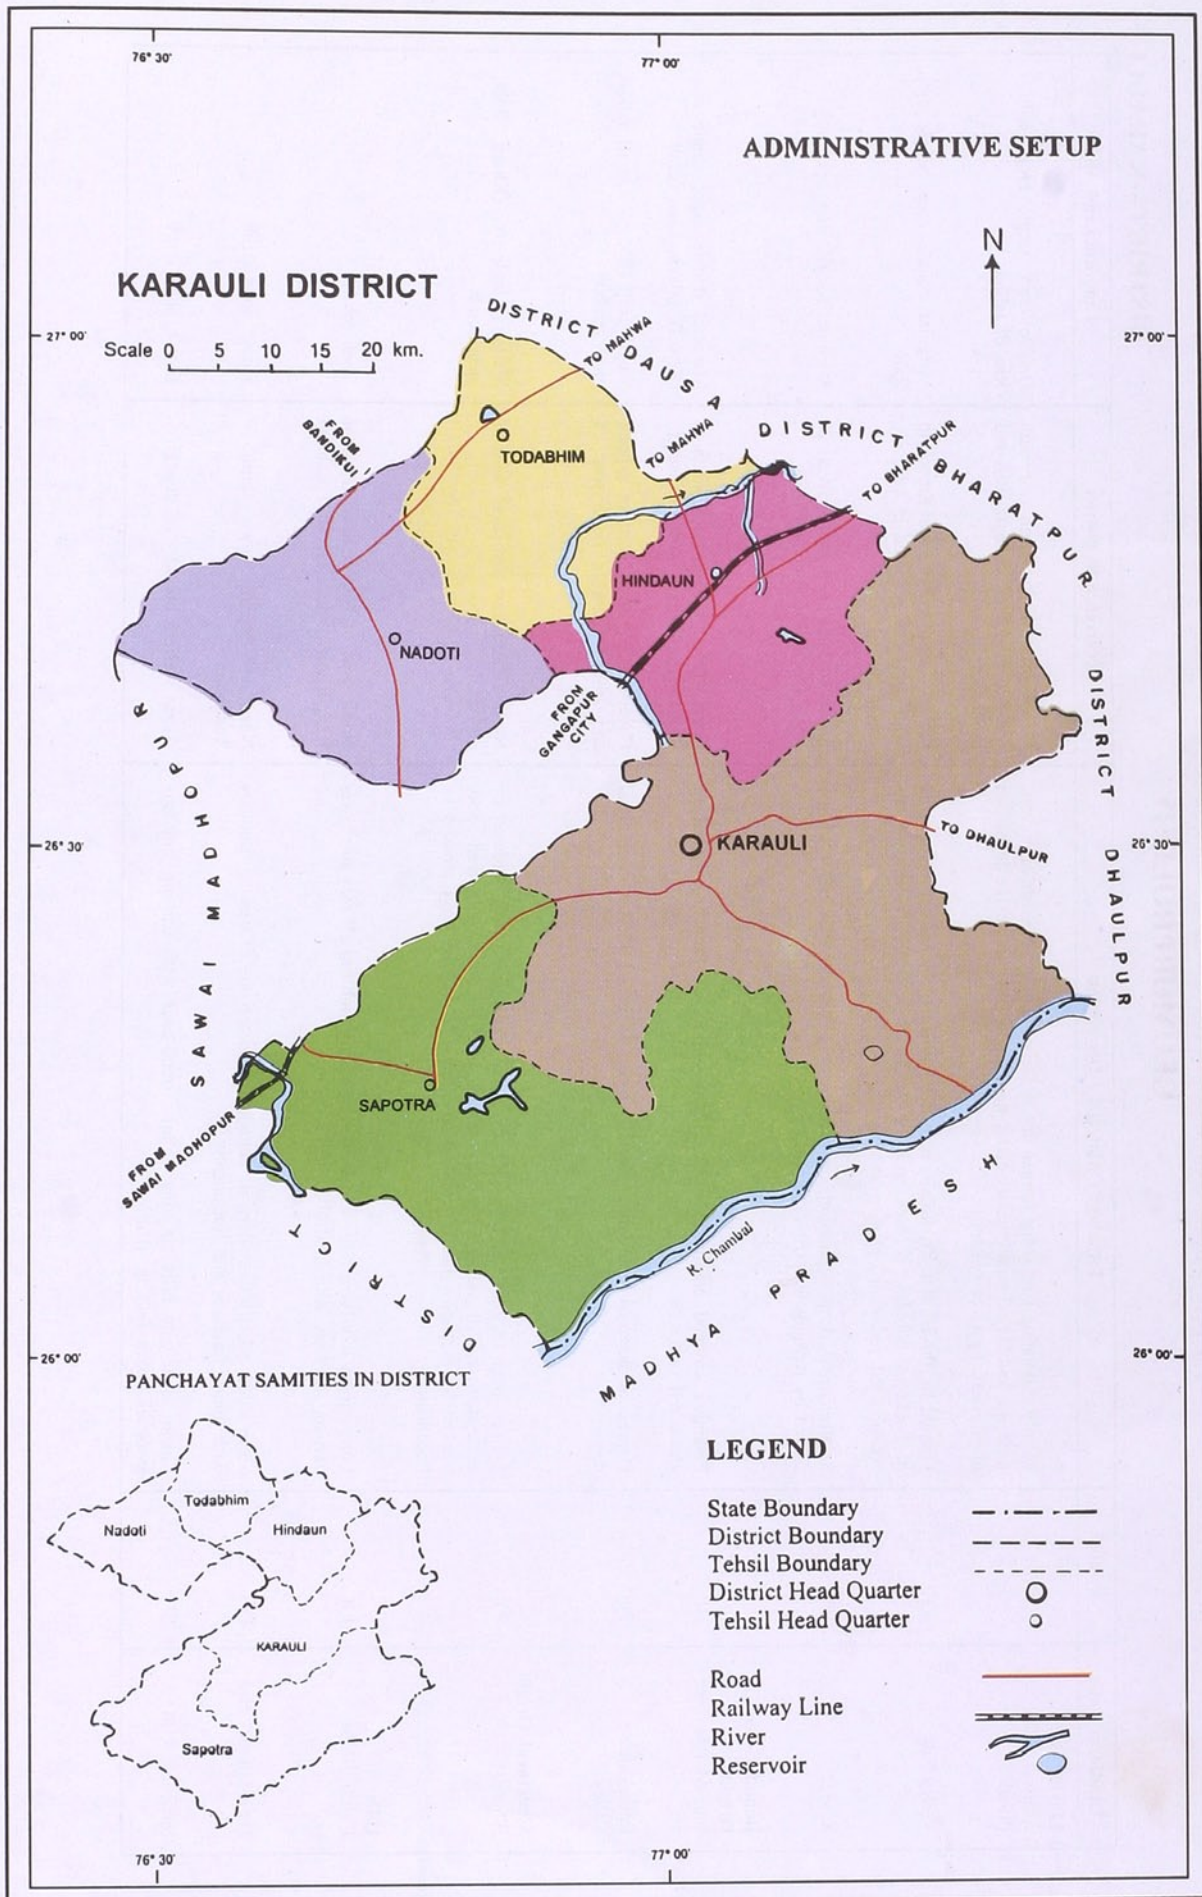 76° 30'
77° 00'
ADMINISTRATIVE SETUP
N
KARAULI DISTRICT
Scale 0 5 10 15 20 km.
27° 00'
27° 00'
DISTRICT DAUSA
TO MAHWA
TO MAHWA
DISTRICT BHARATPUR
TO BHARATPUR
FROM
BANDIKUI
TODABHIM
HINDAUN
NADOTI
FROM
GANGAPUR
CITY
DISTRICT DHAULPUR
26° 30'
26° 30'
KARAULI
TO DHAULPUR
DISTRICT SAWAI MADHOPUR
SAPOTRA
FROM
SAWAI MADHOPUR
R. Chambal
MADHYA PRADESH
26° 00'
26° 00'
PANCHAYAT SAMITIES IN DISTRICT
Todabhim
Nadoti
Hindaun
KARAULI
Sapotra
LEGEND
State Boundary
District Boundary
Tehsil Boundary
District Head Quarter
Tehsil Head Quarter
Road
Railway Line
River
Reservoir
76° 30'
77° 00'